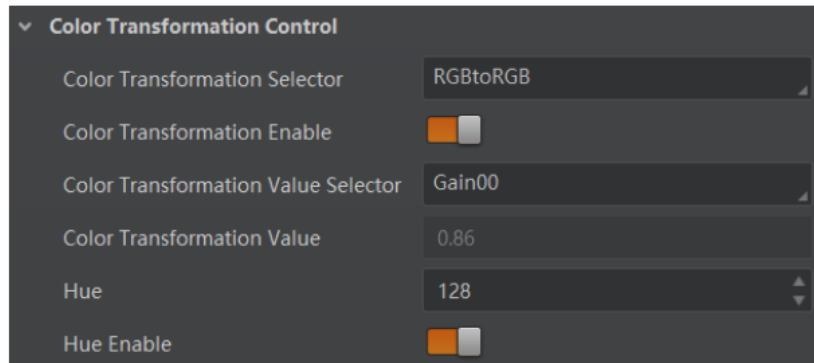 Color Transformation Control
Color Transformation Selector RGBtoRGB
Color Transformation Enable
Color Transformation Value Selector Gain00
Color Transformation Value 0.86
Hue 128
Hue Enable